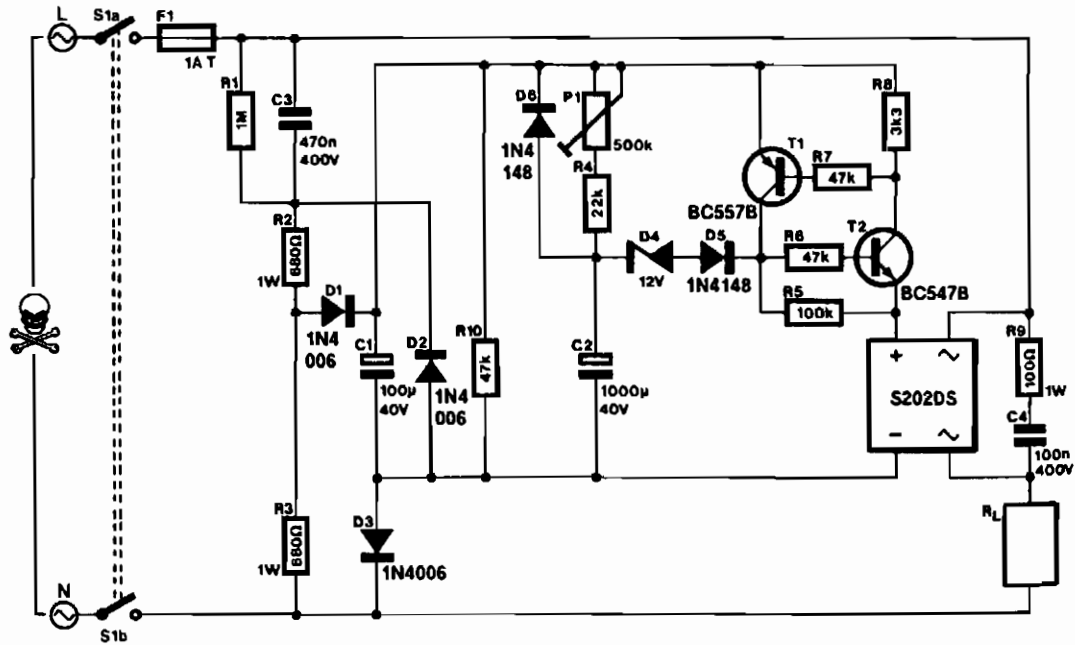 L
S1a
F1
1A T
R1
1M
C3
470n
400V
R2
680Ω
1W
D1
1N4
006
C1
100µ
40V
D2
1N4
006
R10
47k
D6
1N4
148
P1
500k
R4
22k
D4
12V
D5
1N4148
C2
1000µ
40V
T1
BC557B
R7
47k
R8
3k3
T2
BC547B
R6
47k
R5
100k
+
~
S202DS
-
~
R9
100Ω
1W
C4
100n
400V
RL
R3
680Ω
1W
D3
1N4006
N
S1b